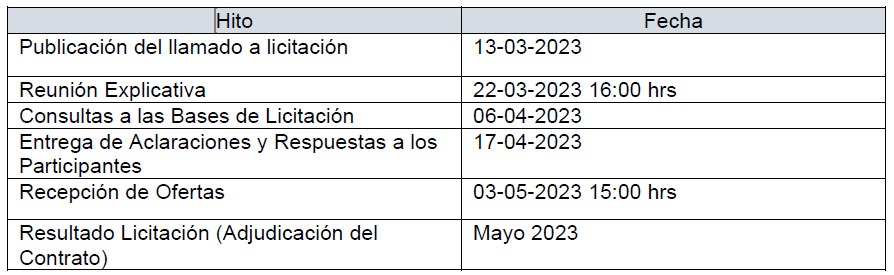 Hito Fecha
Publicación del llamado a licitación 13-03-2023
Reunión Explicativa 22-03-2023 16:00 hrs
Consultas a las Bases de Licitación 06-04-2023
Entrega de Aclaraciones y Respuestas a los 17-04-2023
Participantes
Recepción de Ofertas 03-05-2023 15:00 hrs
Resultado Licitación (Adjudicación del Mayo 2023
Contrato)